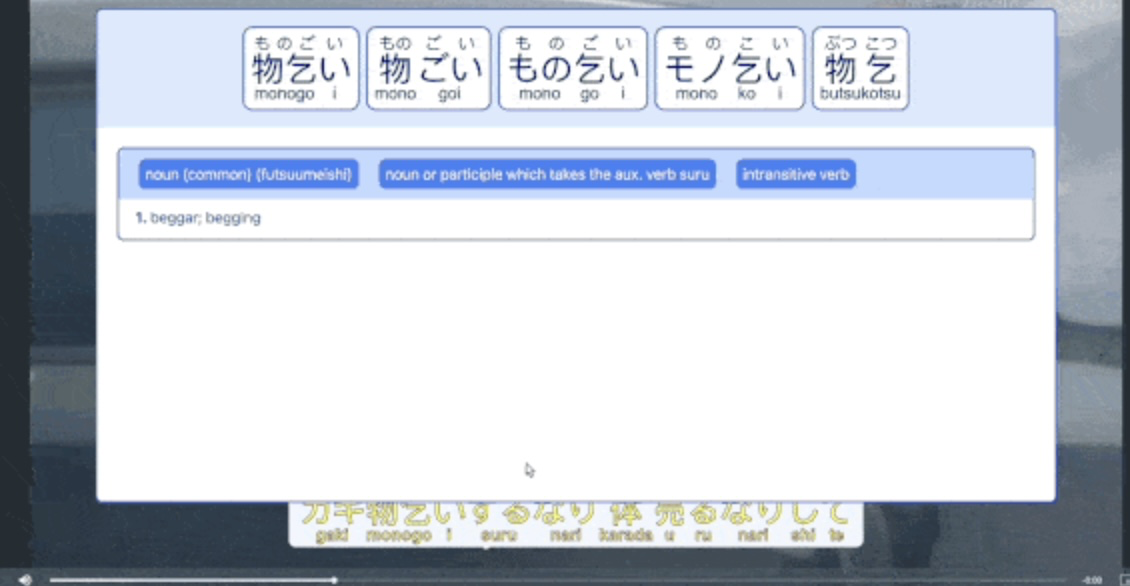 ものごい ものごい ものごい ものこい ぶつこつ
物乞い 物ごい もの乞い モノ乞い 物乞
monogo i mono goi mono go i mono ko i butsukotsu
noun (common) (futsuumeishi) noun or participle which takes the aux. verb suru intransitive verb
1. beggar; begging
ガキ物乞いするなり 体 売るなりして
gaki monogo i suru nari karada u ru nari shi te
-0:00